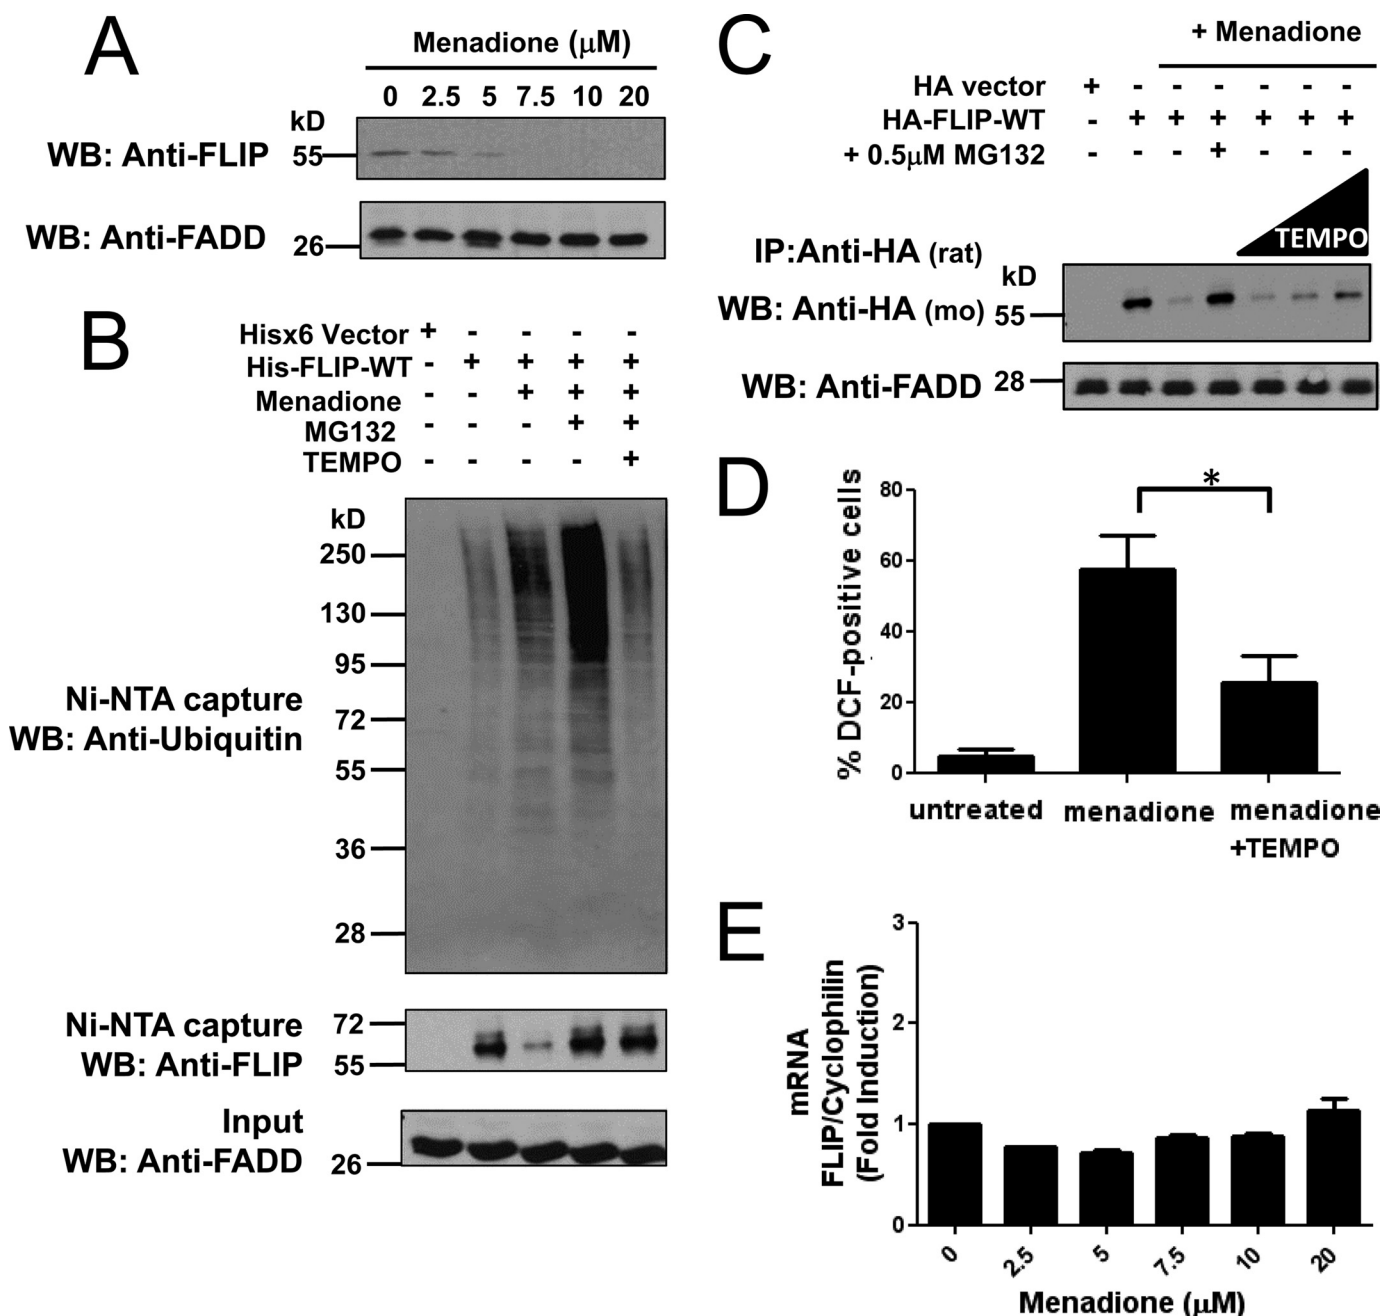 A
Menadione (μM)
0 2.5 5 7.5 10 20
kD
WB: Anti-FLIP 55
WB: Anti-FADD 26
B
Hisx6 Vector + - - - -
His-FLIP-WT - + + + +
Menadione - - + + +
MG132 - - - + +
TEMPO - - - - +
kD
250
130
95
72
55
36
28
Ni-NTA capture
WB: Anti-Ubiquitin
Ni-NTA capture 72
WB: Anti-FLIP 55
Input
WB: Anti-FADD 26
C
+ Menadione
HA vector + - - - - - -
HA-FLIP-WT - + + + + + +
+ 0.5μM MG132 - - - + - - -
TEMPO
IP:Anti-HA (rat)
kD
WB: Anti-HA (mo) 55
WB: Anti-FADD 28
D
% DCF-positive cells
80
60
40
20
0
*
untreated menadione menadione
+TEMPO
E
mRNA
FLIP/Cyclophilin
(Fold Induction)
3
2
1
0
0 2.5 5 7.5 10 20
Menadione (μM)